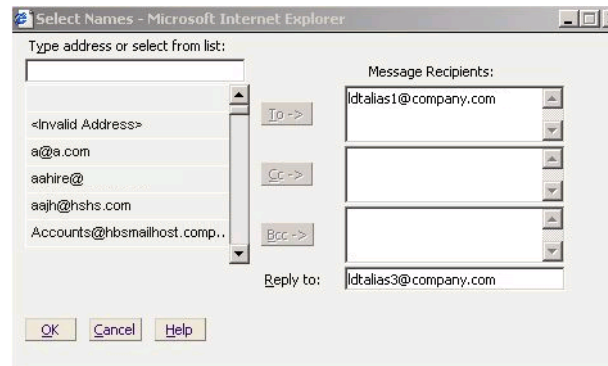 Select Names - Microsoft Internet Explorer
Type address or select from list:
Message Recipients:
<Invalid Address>
a@a.com
aahire@
aajh@hshs.com
Accounts@hbsmailhost.comp..
To ->
ldtalias1@company.com
Cc ->
Bcc ->
Reply to:
ldtalias3@company.com
OK
Cancel
Help